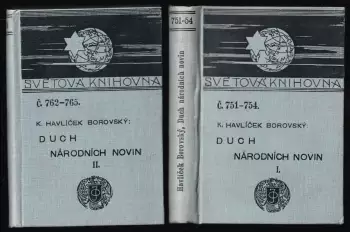 SVĚTOVÁ KNIHOVNA
Č. 762–765.
K. HAVLÍČEK BOROVSKÝ:
DUCH
NÁRODNÍCH NOVIN
II.
751-54
Havlíček Borovský, Duch národních novin
SVĚTOVÁ KNIHOVNA
Č. 751–754.
K. HAVLÍČEK BOROVSKÝ:
DUCH
NÁRODNÍCH NOVIN
I.